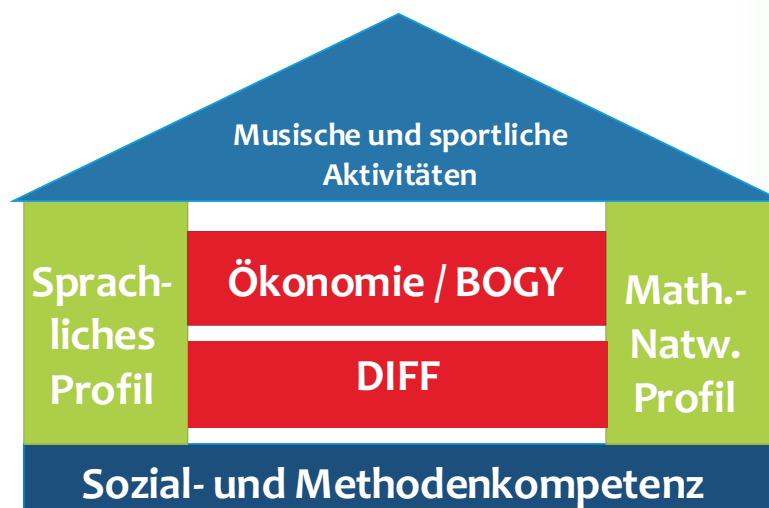 Musische und sportliche
Aktivitäten
Sprach-
liches
Profil
Ökonomie / BOGY
DIFF
Math.-
Natw.
Profil
Sozial- und Methodenkompetenz